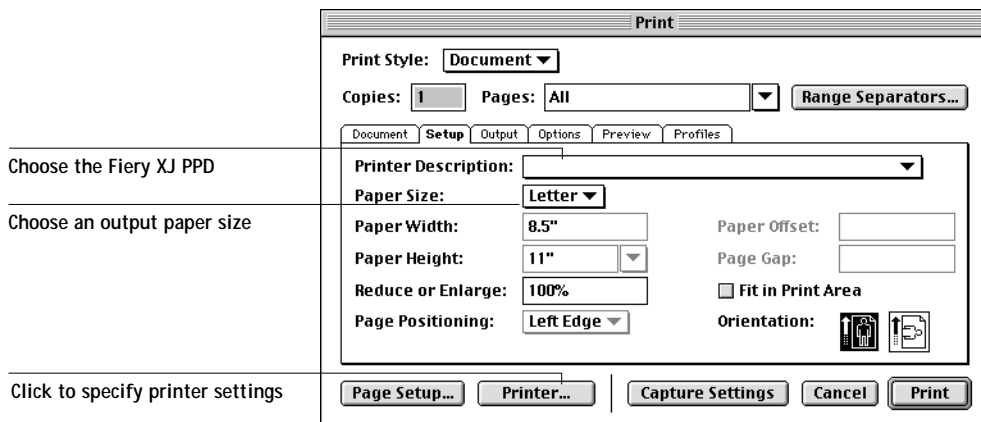 Print
Print Style: Document
Copies: 1 Pages: All Range Separators...
Document Setup Output Options Preview Profiles
Choose the Fiery XJ PPD
Printer Description:
Paper Size: Letter
Choose an output paper size
Paper Width: 8.5" Paper Offset:
Paper Height: 11" Page Gap:
Reduce or Enlarge: 100% Fit in Print Area
Page Positioning: Left Edge Orientation:
Click to specify printer settings
Page Setup... Printer... Capture Settings Cancel Print